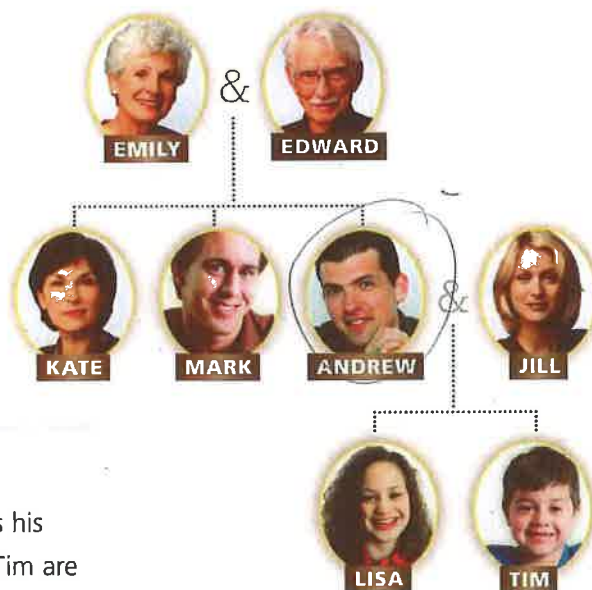 &
EMILY EDWARD
&
KATE MARK ANDREW JILL
s his
Tim are
LISA TIM